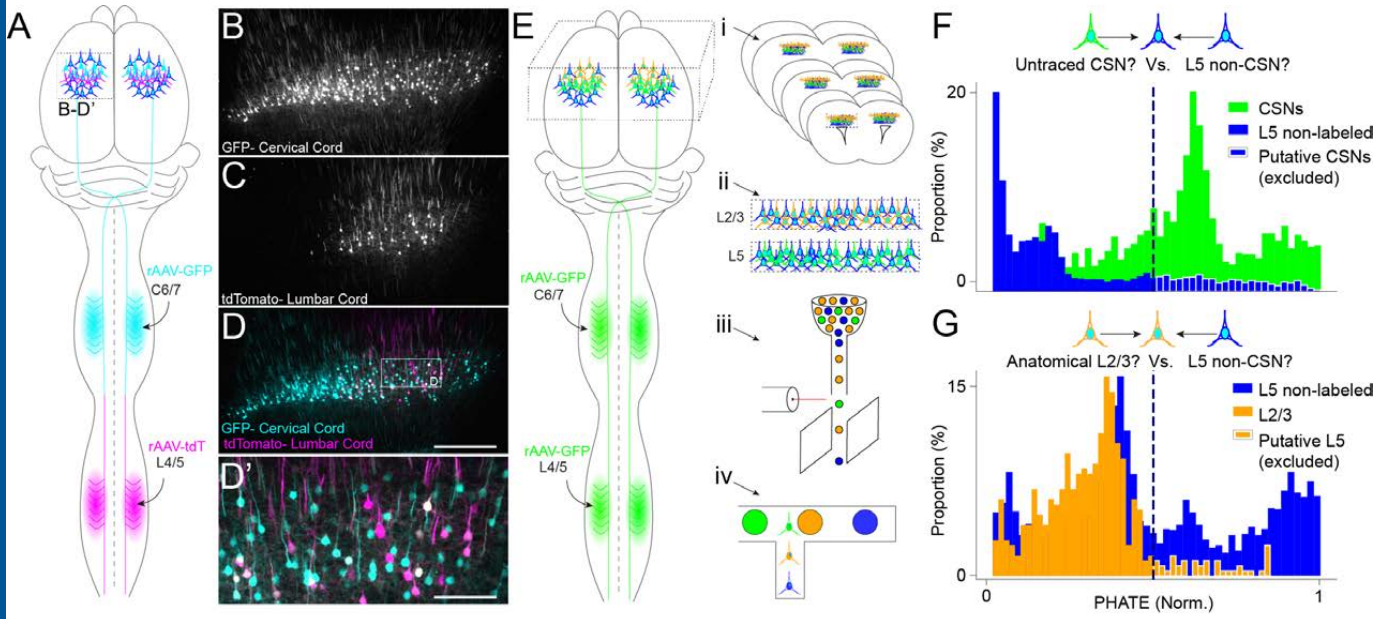 A
B-D'
rAAV-GFP
C6/7
rAAV-tdT
L4/5
B
GFP- Cervical Cord
C
tdTomato- Lumbar Cord
D
D'
GFP- Cervical Cord
tdTomato- Lumbar Cord
D'
E
rAAV-GFP
C6/7
rAAV-GFP
L4/5
i
ii
L2/3
L5
iii
iv
F
Untraced CSN? Vs. L5 non-CSN?
20
10
0
Proportion (%)
CSNs
L5 non-labeled
Putative CSNs
(excluded)
G
Anatomical L2/3? Vs. L5 non-CSN?
15
0
Proportion (%)
L5 non-labeled
L2/3
Putative L5
(excluded)
0
1
PHATE (Norm.)